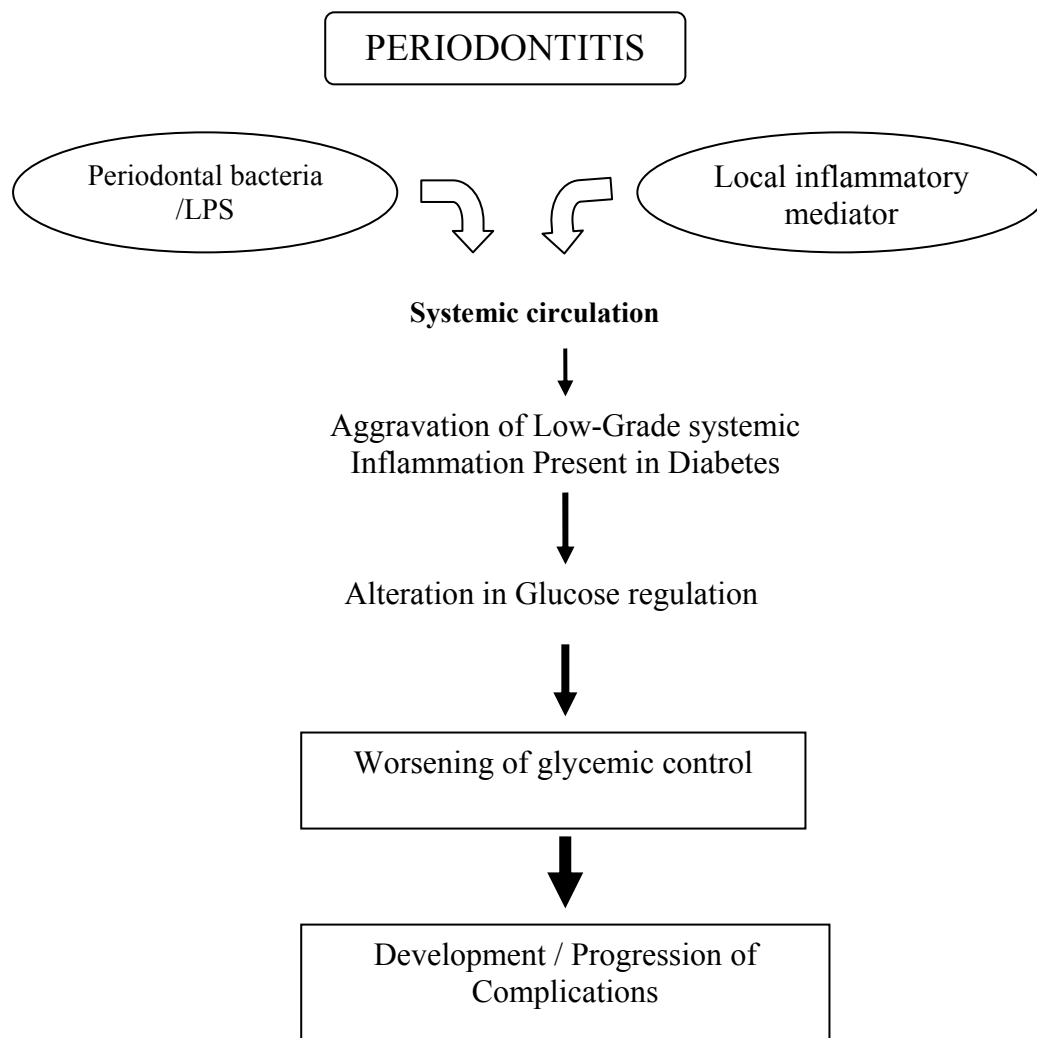 PERIODONTITIS
Periodontal bacteria
/LPS
Local inflammatory
mediator
Systemic circulation
Aggravation of Low-Grade systemic
Inflammation Present in Diabetes
Alteration in Glucose regulation
Worsening of glycemic control
Development / Progression of
Complications